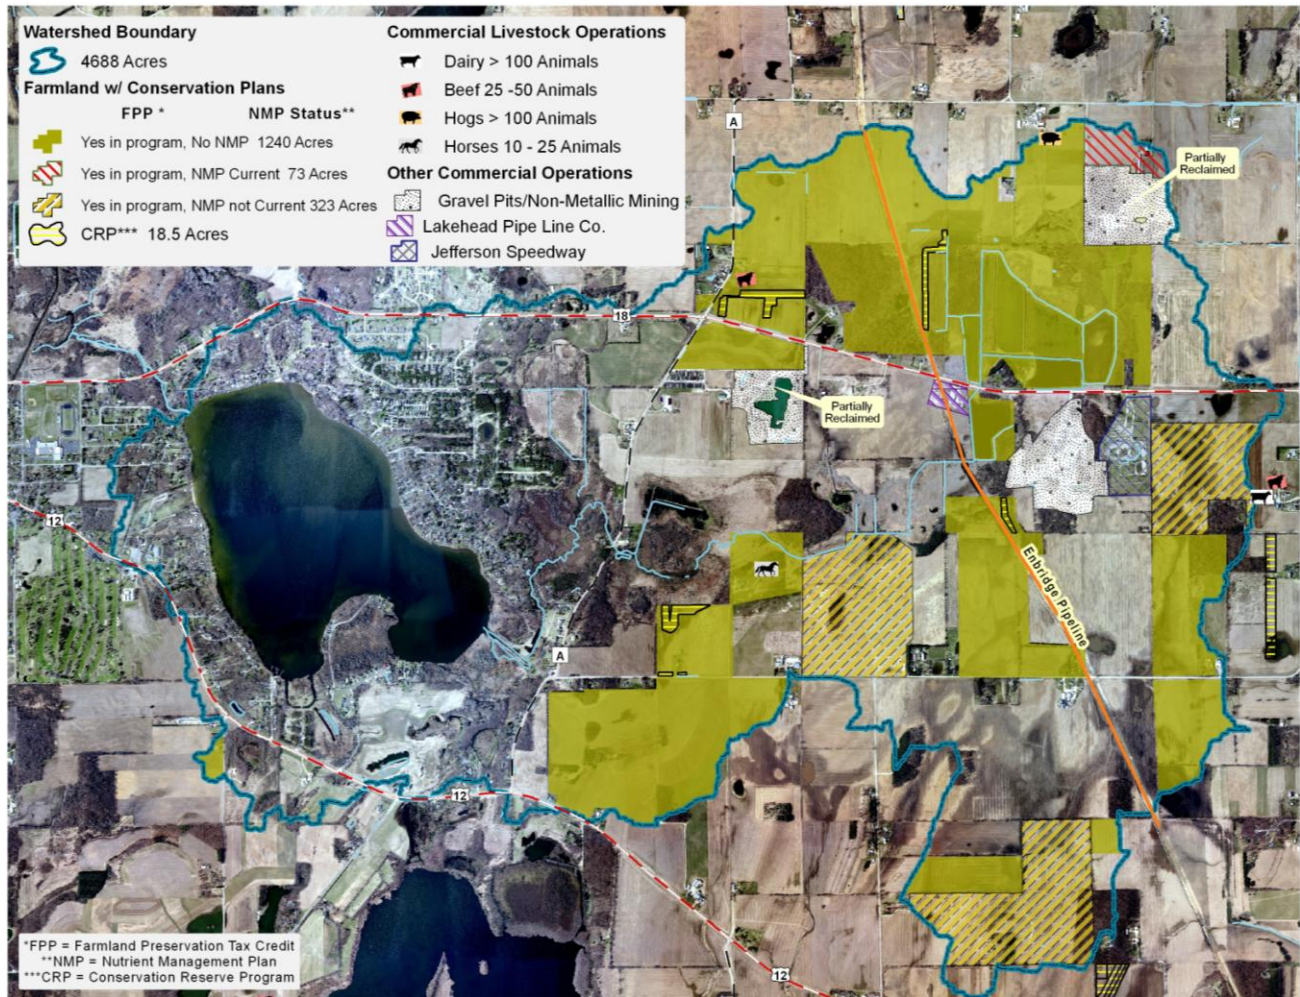 Watershed Boundary
4688 Acres
Farmland w/ Conservation Plans
FPP * NMP Status**
Yes in program, No NMP 1240 Acres
Yes in program, NMP Current 73 Acres
Yes in program, NMP not Current 323 Acres
CRP*** 18.5 Acres
Commercial Livestock Operations
Dairy > 100 Animals
Beef 25 -50 Animals
Hogs > 100 Animals
Horses 10 - 25 Animals
Other Commercial Operations
Gravel Pits/Non-Metallic Mining
Lakehead Pipe Line Co.
Jefferson Speedway
A
Partially
Reclaimed
18
Partially
Reclaimed
12
Enbridge Pipeline
A
12
12
*FPP = Farmland Preservation Tax Credit
**NMP = Nutrient Management Plan
***CRP = Conservation Reserve Program